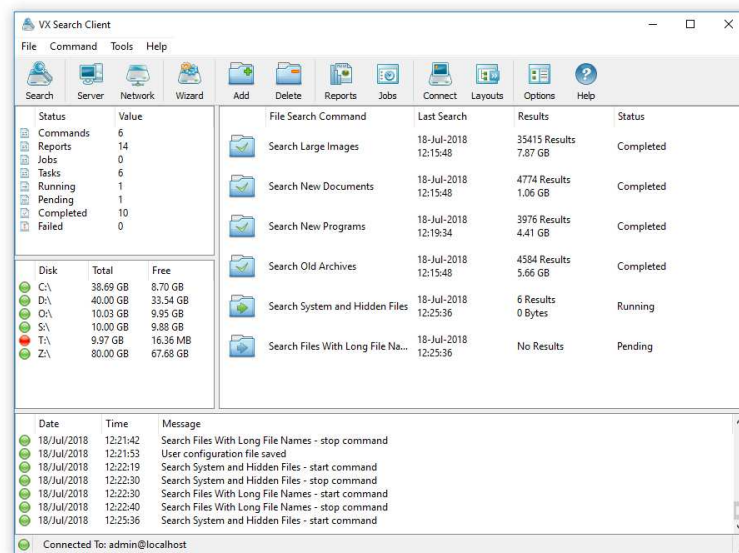 VX Search Client
File Command Tools Help
Search Server Network Wizard Add Delete Reports Jobs Connect Layouts Options Help
Status Value
Commands 6
Reports 14
Jobs 0
Tasks 6
Running 1
Pending 1
Completed 10
Failed 0
Disk Total Free
C:\ 38.69 GB 8.70 GB
D:\ 40.00 GB 33.54 GB
O:\ 10.03 GB 9.95 GB
S:\ 10.00 GB 9.88 GB
T:\ 9.97 GB 16.36 MB
Z:\ 80.00 GB 67.68 GB
File Search Command Last Search Results Status
Search Large Images 18-Jul-2018 12:15:48 35415 Results 7.87 GB Completed
Search New Documents 18-Jul-2018 12:15:48 4774 Results 1.06 GB Completed
Search New Programs 18-Jul-2018 12:19:34 3976 Results 4.41 GB Completed
Search Old Archives 18-Jul-2018 12:15:48 4584 Results 5.66 GB Completed
Search System and Hidden Files 18-Jul-2018 12:25:36 6 Results 0 Bytes Running
Search Files With Long File Na... 18-Jul-2018 12:25:36 No Results Pending
Date Time Message
18/Jul/2018 12:21:42 Search Files With Long File Names - stop command
18/Jul/2018 12:21:53 User configuration file saved
18/Jul/2018 12:22:19 Search System and Hidden Files - start command
18/Jul/2018 12:22:30 Search System and Hidden Files - stop command
18/Jul/2018 12:22:30 Search Files With Long File Names - start command
18/Jul/2018 12:22:40 Search Files With Long File Names - stop command
18/Jul/2018 12:25:36 Search System and Hidden Files - start command
Connected To: admin@localhost